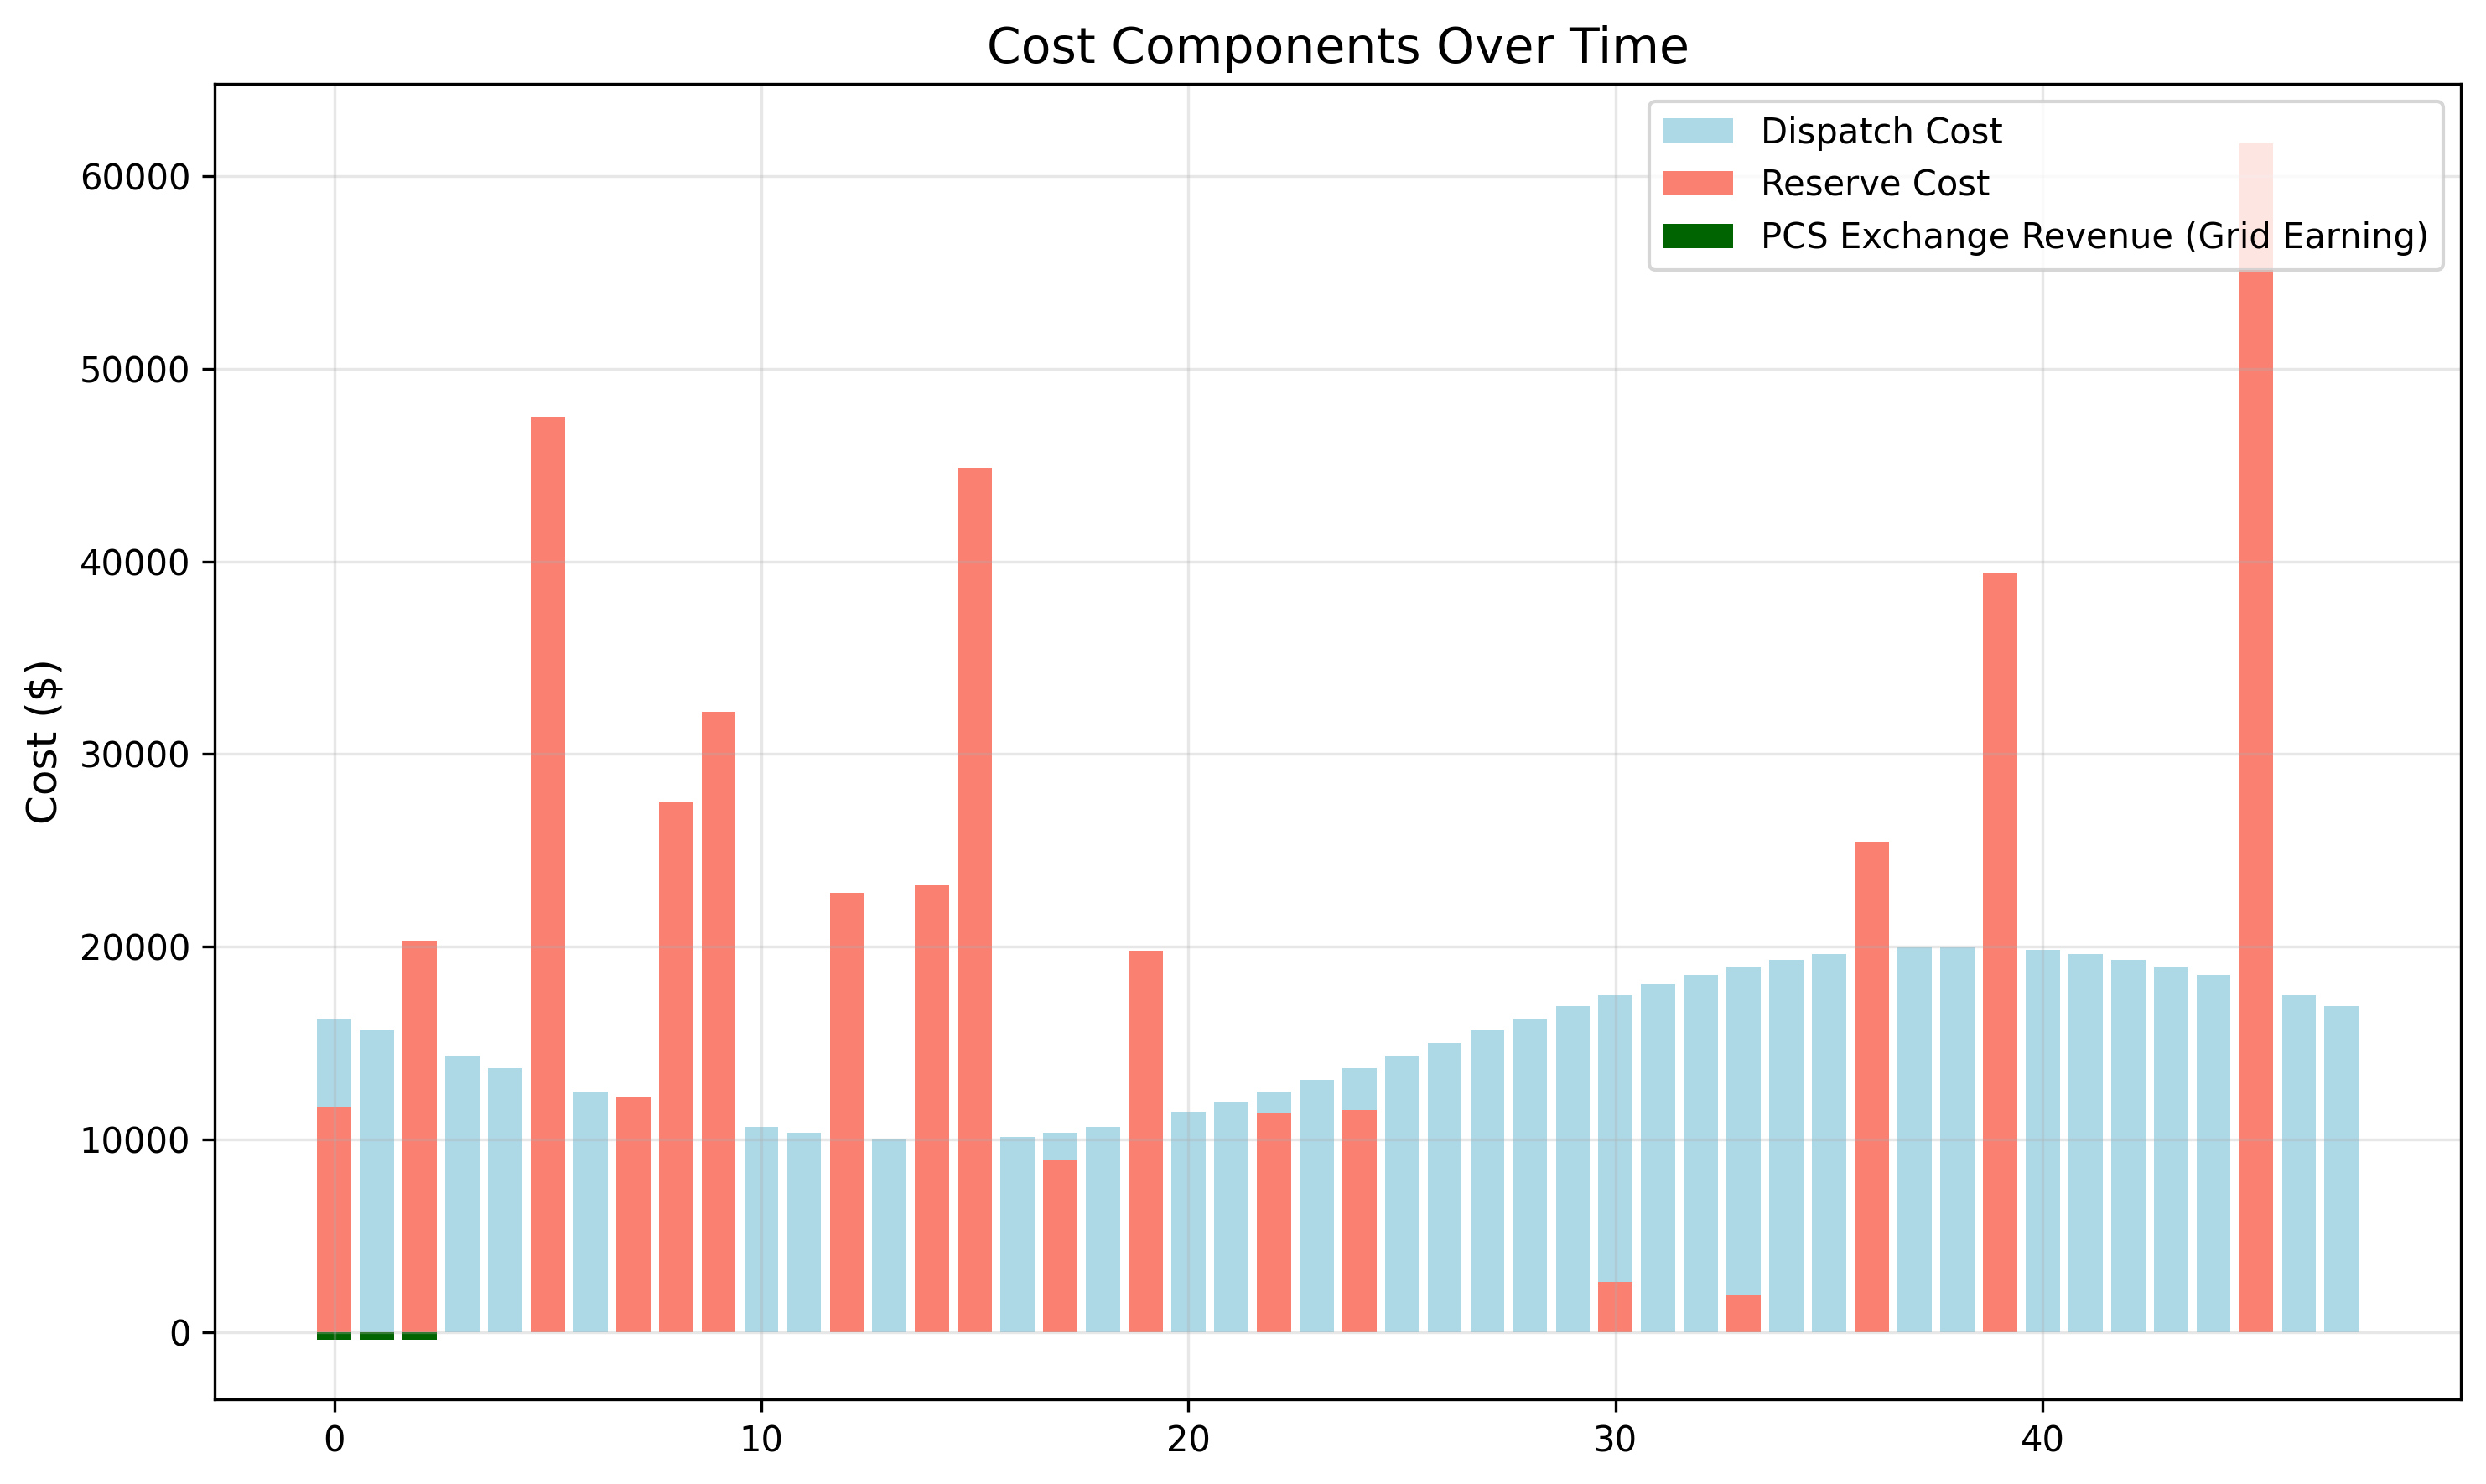 Cost Components Over Time
Dispatch Cost
Reserve Cost
PCS Exchange Revenue (Grid Earning)
60000
50000
40000
30000
20000
10000
0
Cost ($)
0 10 20 30 40